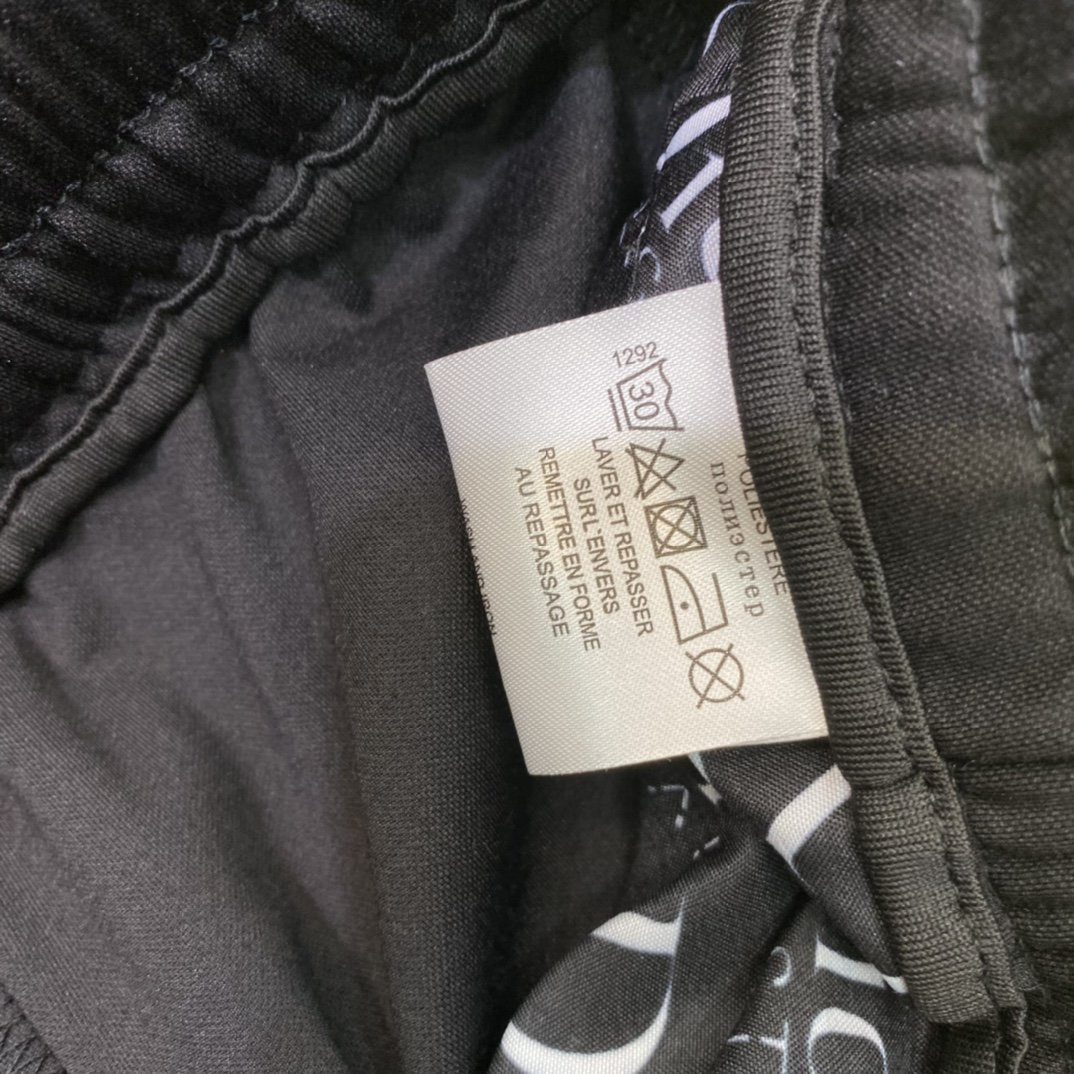 POLIESTERE
полиэстер
1292
30
LAVER ET REPASSER
SUR L'ENVERS
REMETTRE EN FORME
AU REPASSAGE